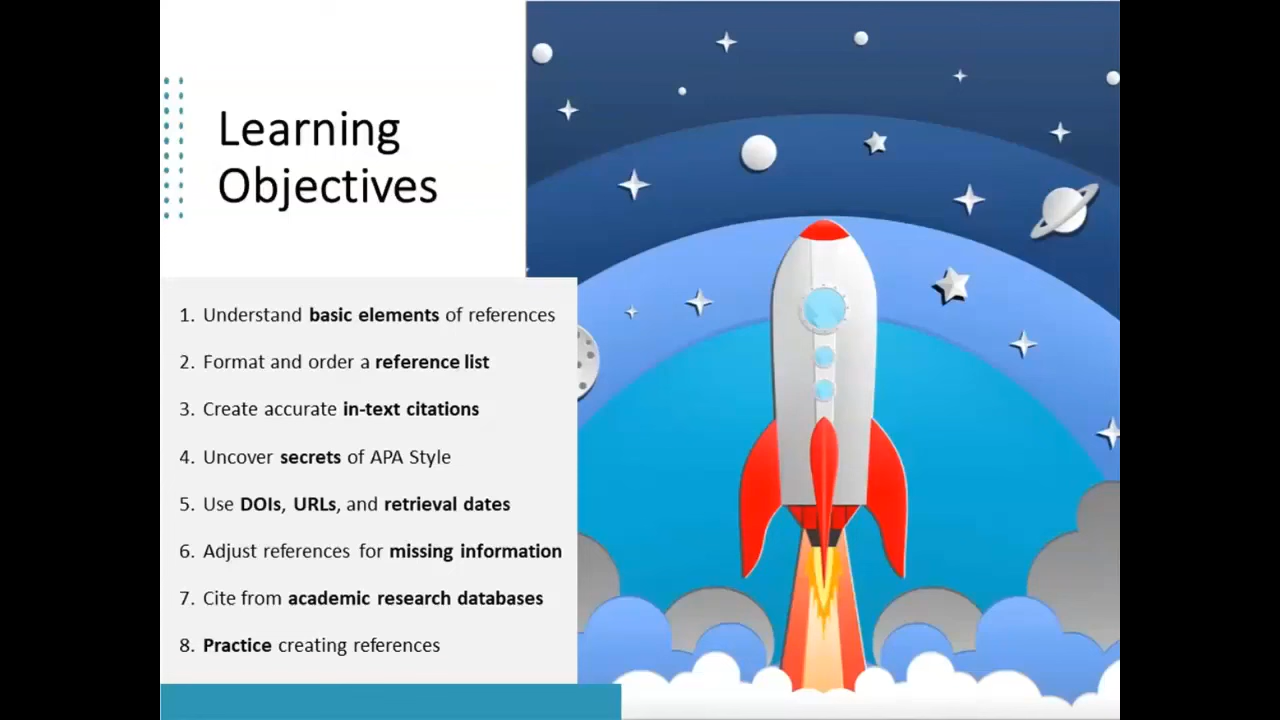 Learning
Objectives
1. Understand basic elements of references
2. Format and order a reference list
3. Create accurate in-text citations
4. Uncover secrets of APA Style
5. Use DOIs, URLs, and retrieval dates
6. Adjust references for missing information
7. Cite from academic research databases
8. Practice creating references